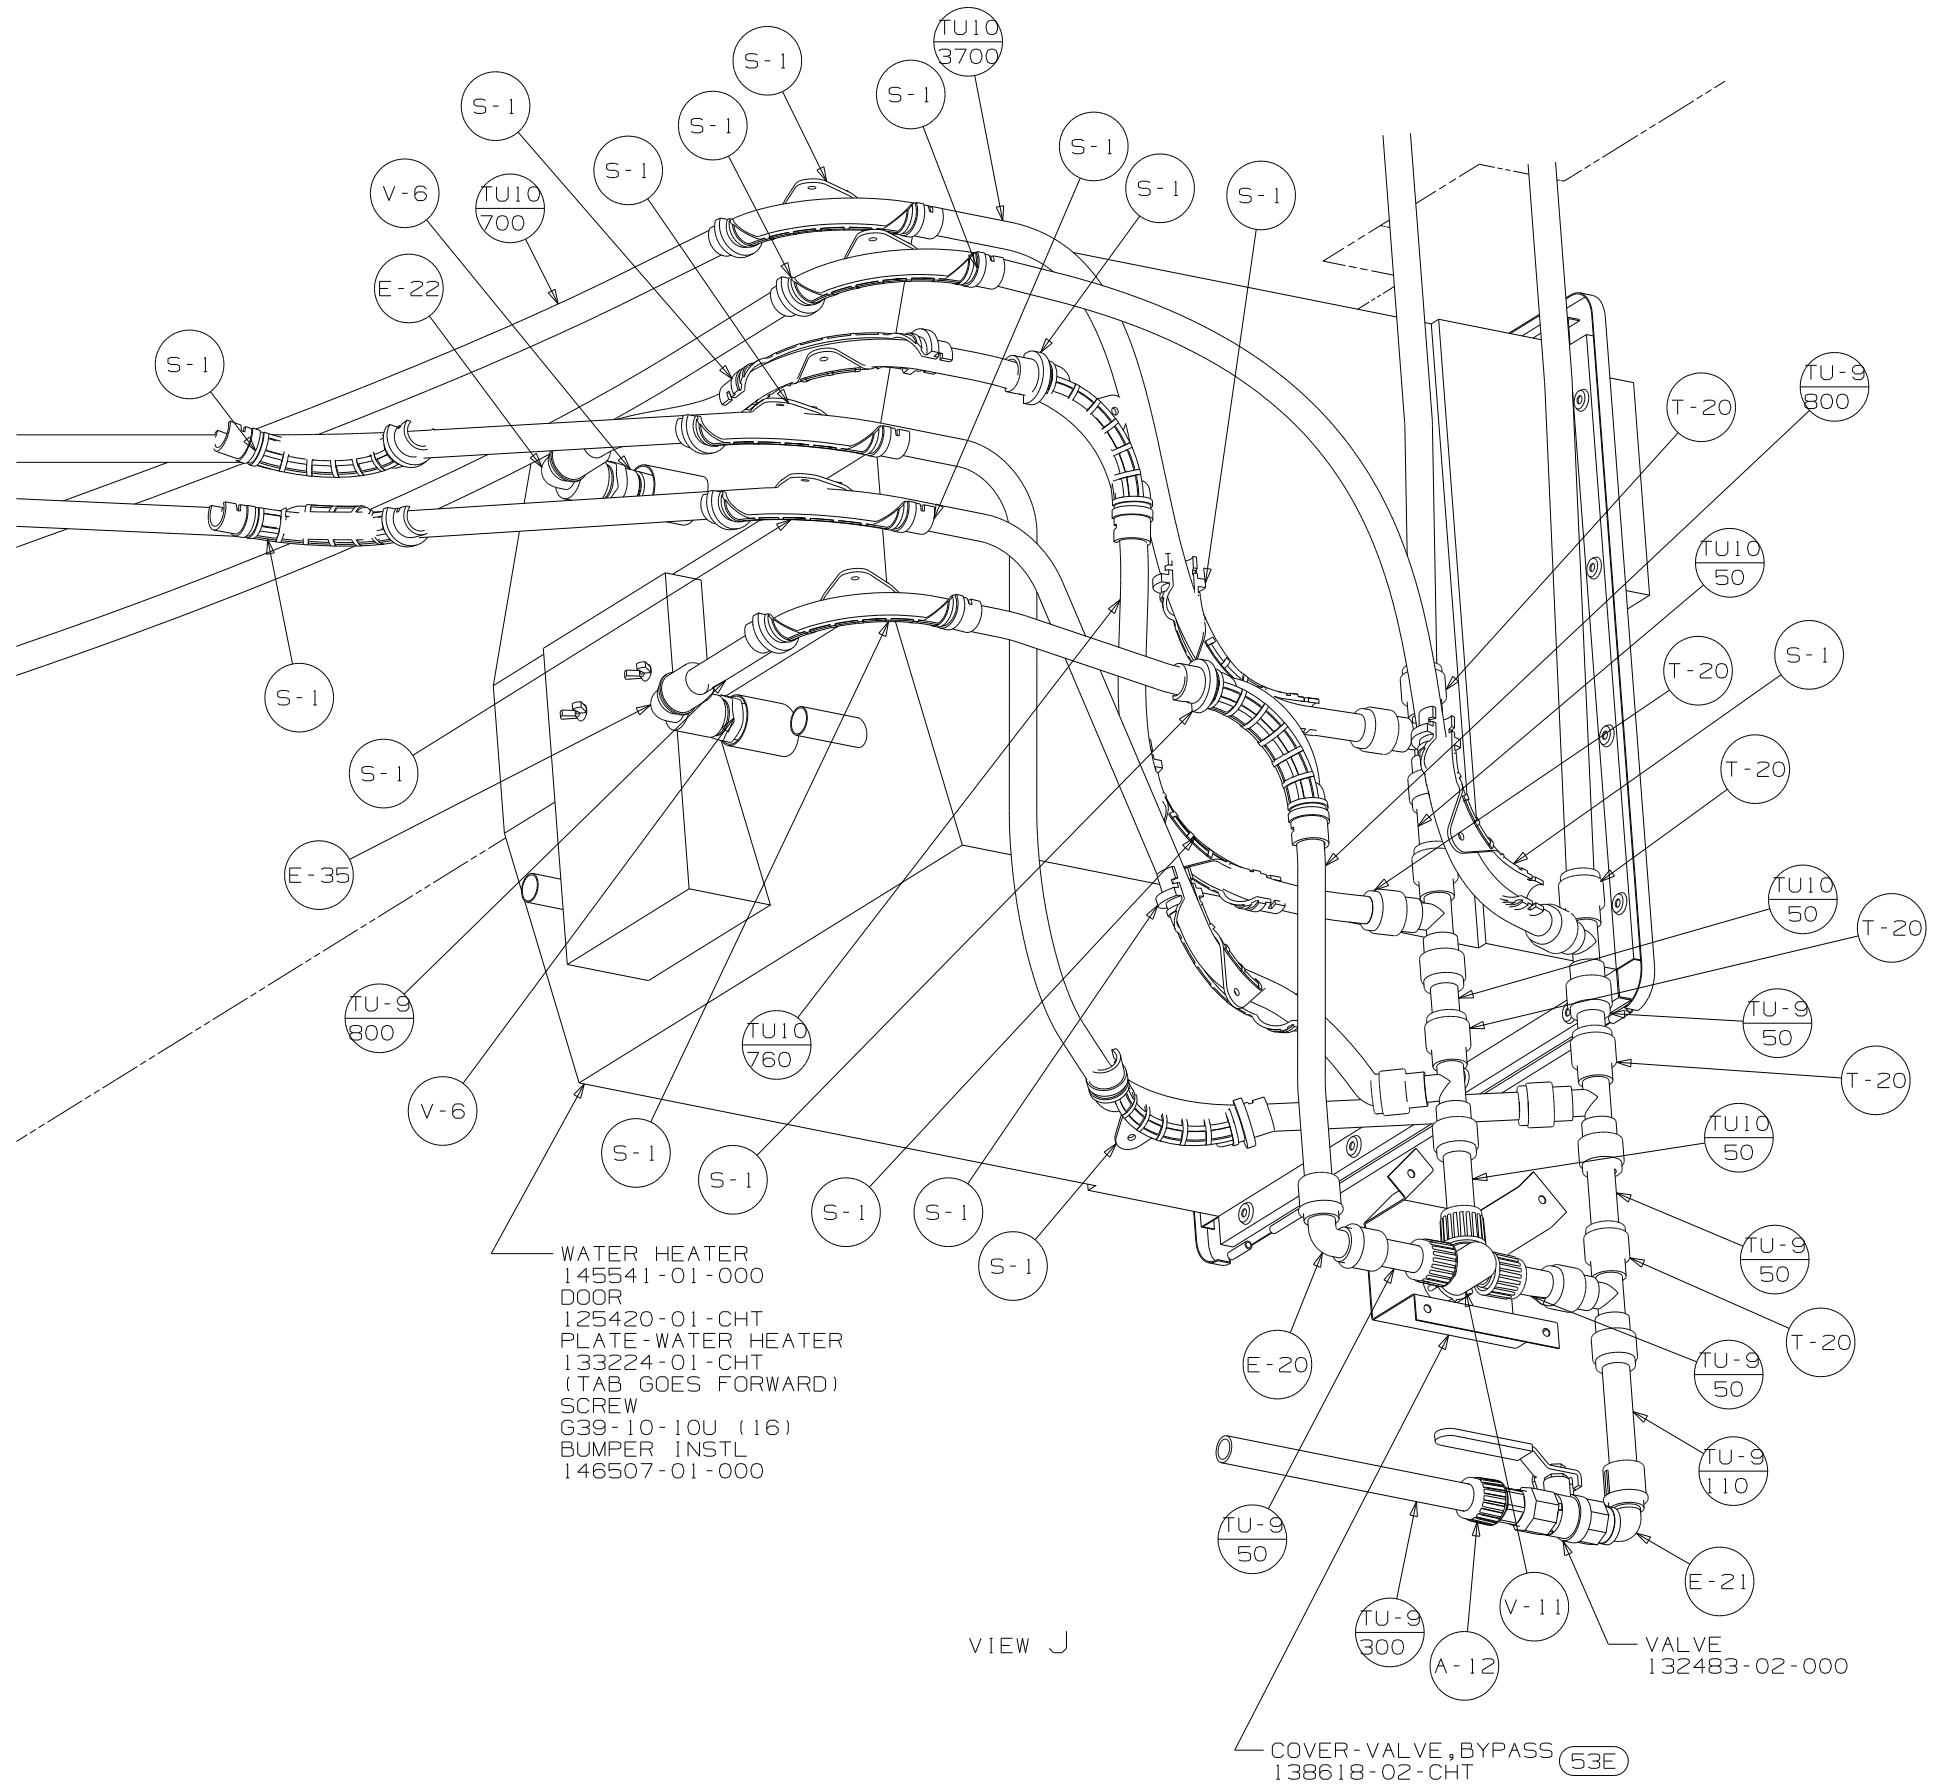 TU10
3700
S-1
S-1
S-1
S-1
S-1
S-1
V-6
TU10
700
S-1
S-1
E-22
S-1
TU-9
800
T-20
TU10
50
S-1
T-20
S-1
S-1
T-20
E-35
TU10
50
T-20
TU-9
800
TU10
760
TU-9
50
T-20
V-6
TU10
50
S-1
S-1
S-1
S-1
S-1
TU-9
50
WATER HEATER
145541-01-000
DOOR
125420-01-CHT
PLATE-WATER HEATER
133224-01-CHT
(TAB GOES FORWARD)
SCREW
G39-10-10U (16)
BUMPER INSTL
146507-01-000
E-20
TU-9
50
T-20
TU-9
110
TU-9
50
E-21
V-11
TU-9
300
A-12
VIEW J
VALVE
132483-02-000
COVER-VALVE,BYPASS 53E
138618-02-CHT